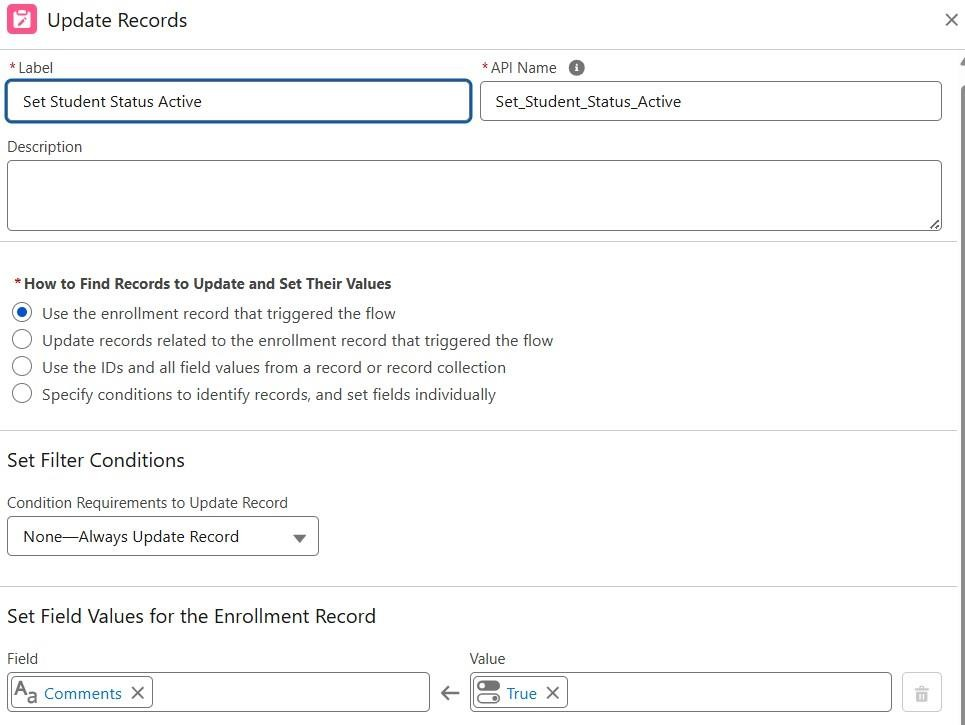 Update Records
*Label
*API Name
Set Student Status Active
Set_Student_Status_Active
Description
*How to Find Records to Update and Set Their Values
Use the enrollment record that triggered the flow
Update records related to the enrollment record that triggered the flow
Use the IDs and all field values from a record or record collection
Specify conditions to identify records, and set fields individually
Set Filter Conditions
Condition Requirements to Update Record
None—Always Update Record
Set Field Values for the Enrollment Record
Field
Value
Aa Comments
True